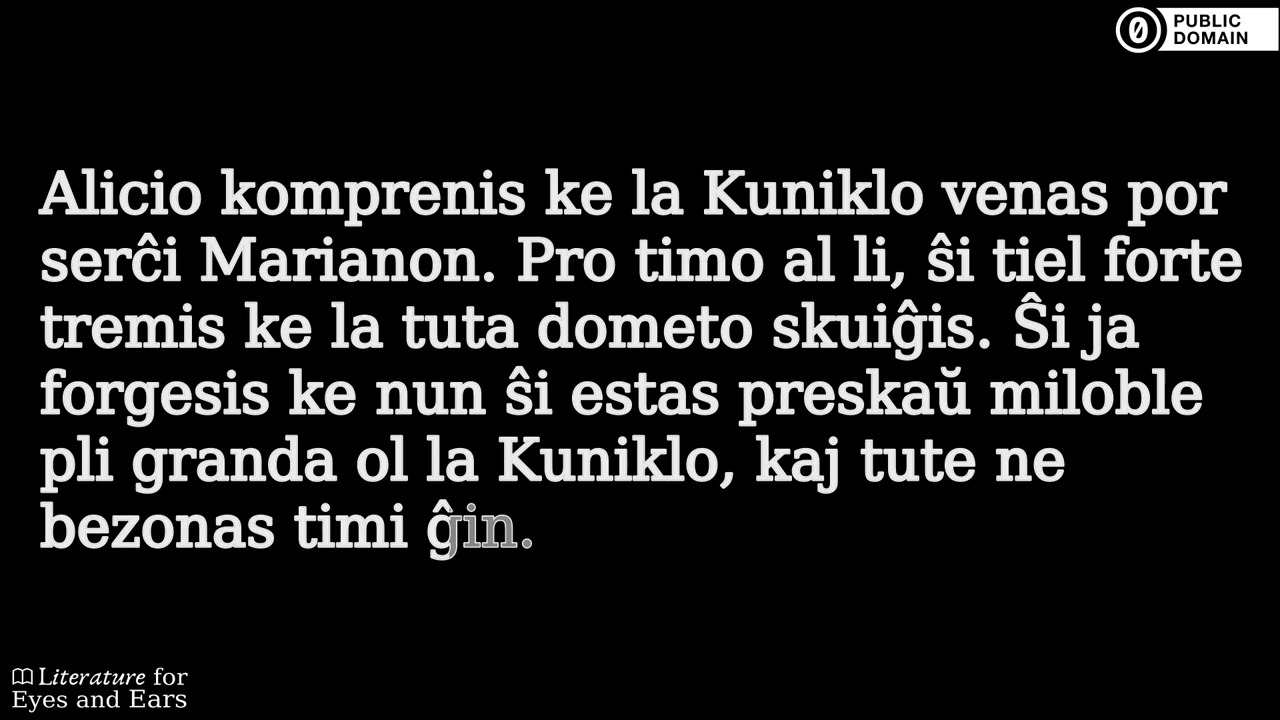 PUBLIC
DOMAIN
Alicio komprenis ke la Kuniklo venas por
serĉi Marianon. Pro timo al li, ŝi tiel forte
tremis ke la tuta dometo skuiĝis. Ŝi ja
forgesis ke nun ŝi estas preskaŭ miloble
pli granda ol la Kuniklo, kaj tute ne
bezonas timi ĝin.
Literature for
Eyes and Ears